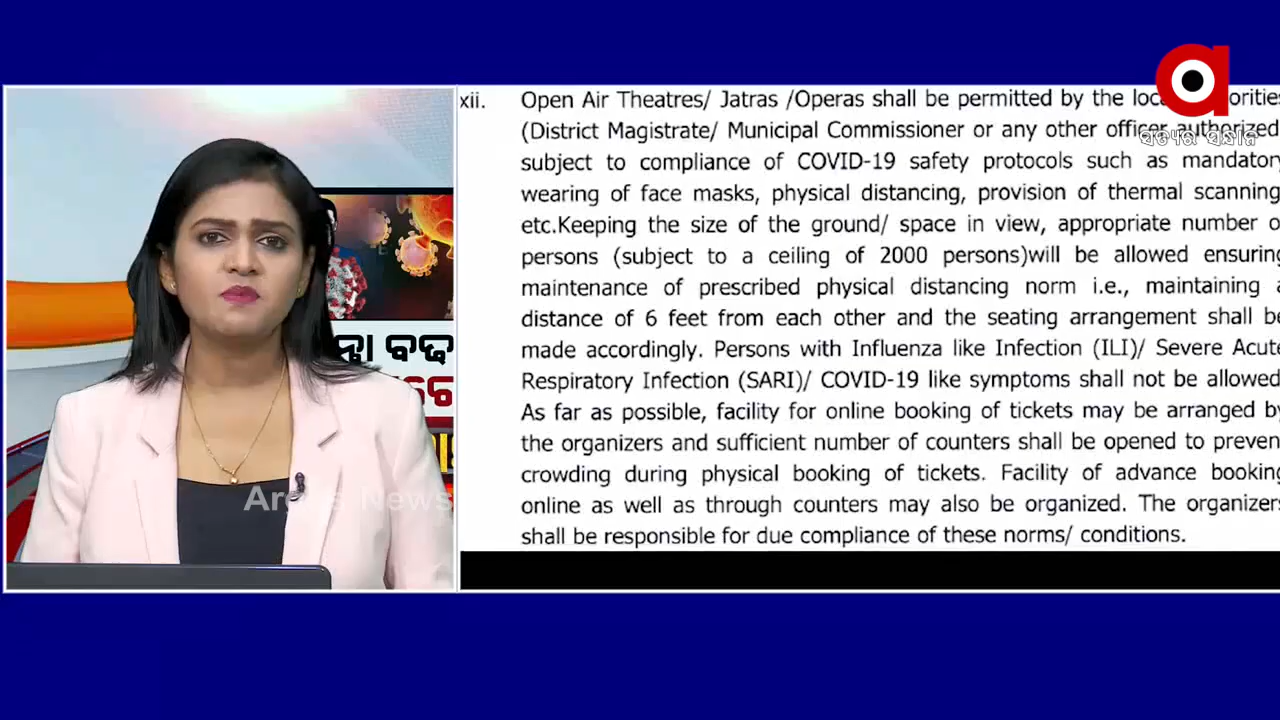 xii. Open Air Theatres/ Jatras /Operas shall be permitted by the
(District Magistrate/ Municipal Commissioner or any other officer authorized
subject to compliance of COVID-19 safety protocols such as mandatory
wearing of face masks, physical distancing, provision of thermal scanning
etc.Keeping the size of the ground/ space in view, appropriate number
persons (subject to a ceiling of 2000 persons)will be allowed ensuring
maintenance of prescribed physical distancing norm i.e., maintaining
distance of 6 feet from each other and the seating arrangement shall be
made accordingly. Persons with Influenza like Infection (ILI)/ Severe Acute
Respiratory Infection (SARI)/ COVID-19 like symptoms shall not be allowed
As far as possible, facility for online booking of tickets may be arranged by
the organizers and sufficient number of counters shall be opened to preven
crowding during physical booking of tickets. Facility of advance booking
online as well as through counters may also be organized. The organizers
shall be responsible for due compliance of these norms/ conditions.
ବଢ
Argus News